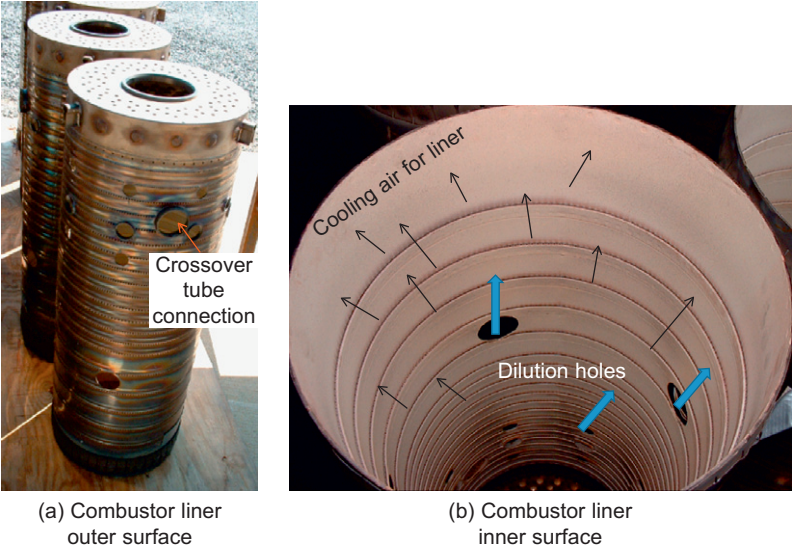 Crossover
tube
connection
(a) Combustor liner
outer surface
Cooling air for liner
Dilution holes
(b) Combustor liner
inner surface